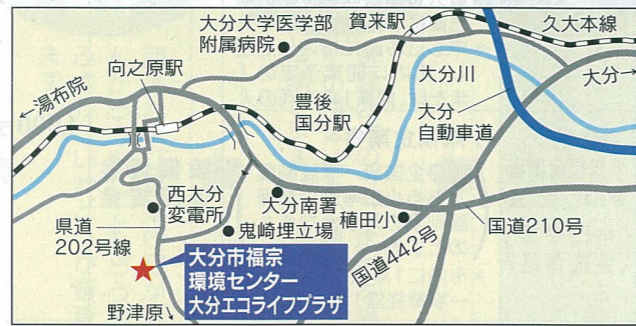 大分大学医学部
附属病院
賀来駅
久大本線
向之原駅
大分川
大分→
←湯布院
豊後
国分駅
大分
自動車道
西大分
変電所
大分南署
鬼崎埋立場
植田小
国道210号
県道
202号線
国道442号
大分市福宗
環境センター
大分エコライフプラザ
野津原↓